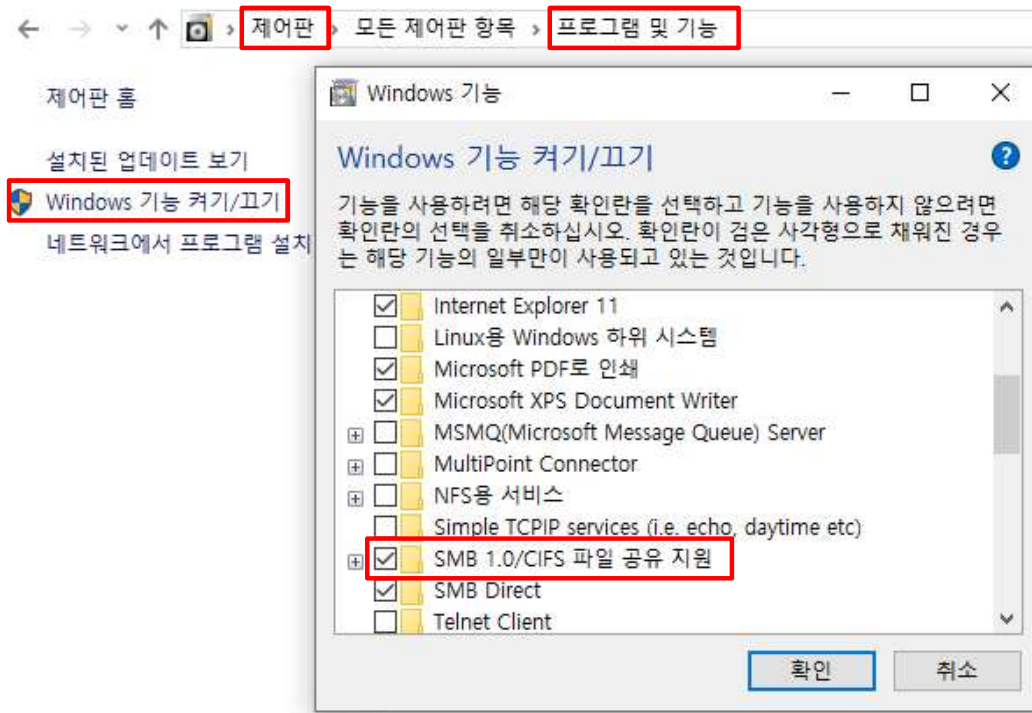 제어판 › 모든 제어판 항목 › 프로그램 및 기능
제어판 홈
설치된 업데이트 보기
Windows 기능 켜기/끄기
네트워크에서 프로그램 설치
Windows 기능
Windows 기능 켜기/끄기
기능을 사용하려면 해당 확인란을 선택하고 기능을 사용하지 않으려면
확인란의 선택을 취소하십시오. 확인란이 검은 사각형으로 채워진 경우
는 해당 기능의 일부만이 사용되고 있는 것입니다.
Internet Explorer 11
Linux용 Windows 하위 시스템
Microsoft PDF로 인쇄
Microsoft XPS Document Writer
MSMQ(Microsoft Message Queue) Server
MultiPoint Connector
NFS용 서비스
Simple TCPIP services (i.e. echo, daytime etc)
SMB 1.0/CIFS 파일 공유 지원
SMB Direct
Telnet Client
확인 취소